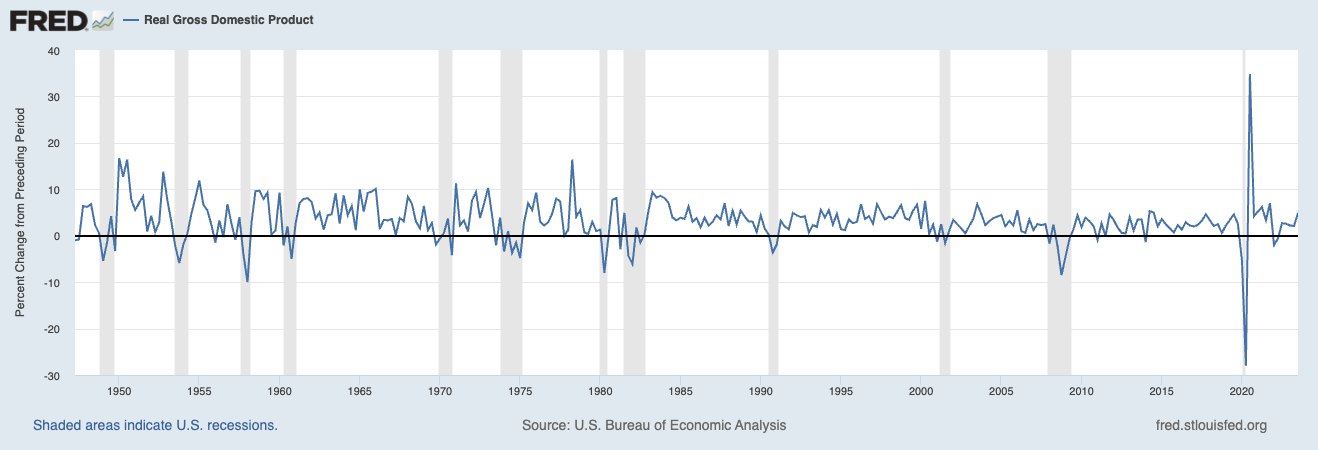 FRED
Real Gross Domestic Product
Percent Change from Preceding Period
40
30
20
10
0
-10
-20
-30
1950 1955 1960 1965 1970 1975 1980 1985 1990 1995 2000 2005 2010 2015 2020
Shaded areas indicate U.S. recessions. Source: U.S. Bureau of Economic Analysis fred.stlouisfed.org